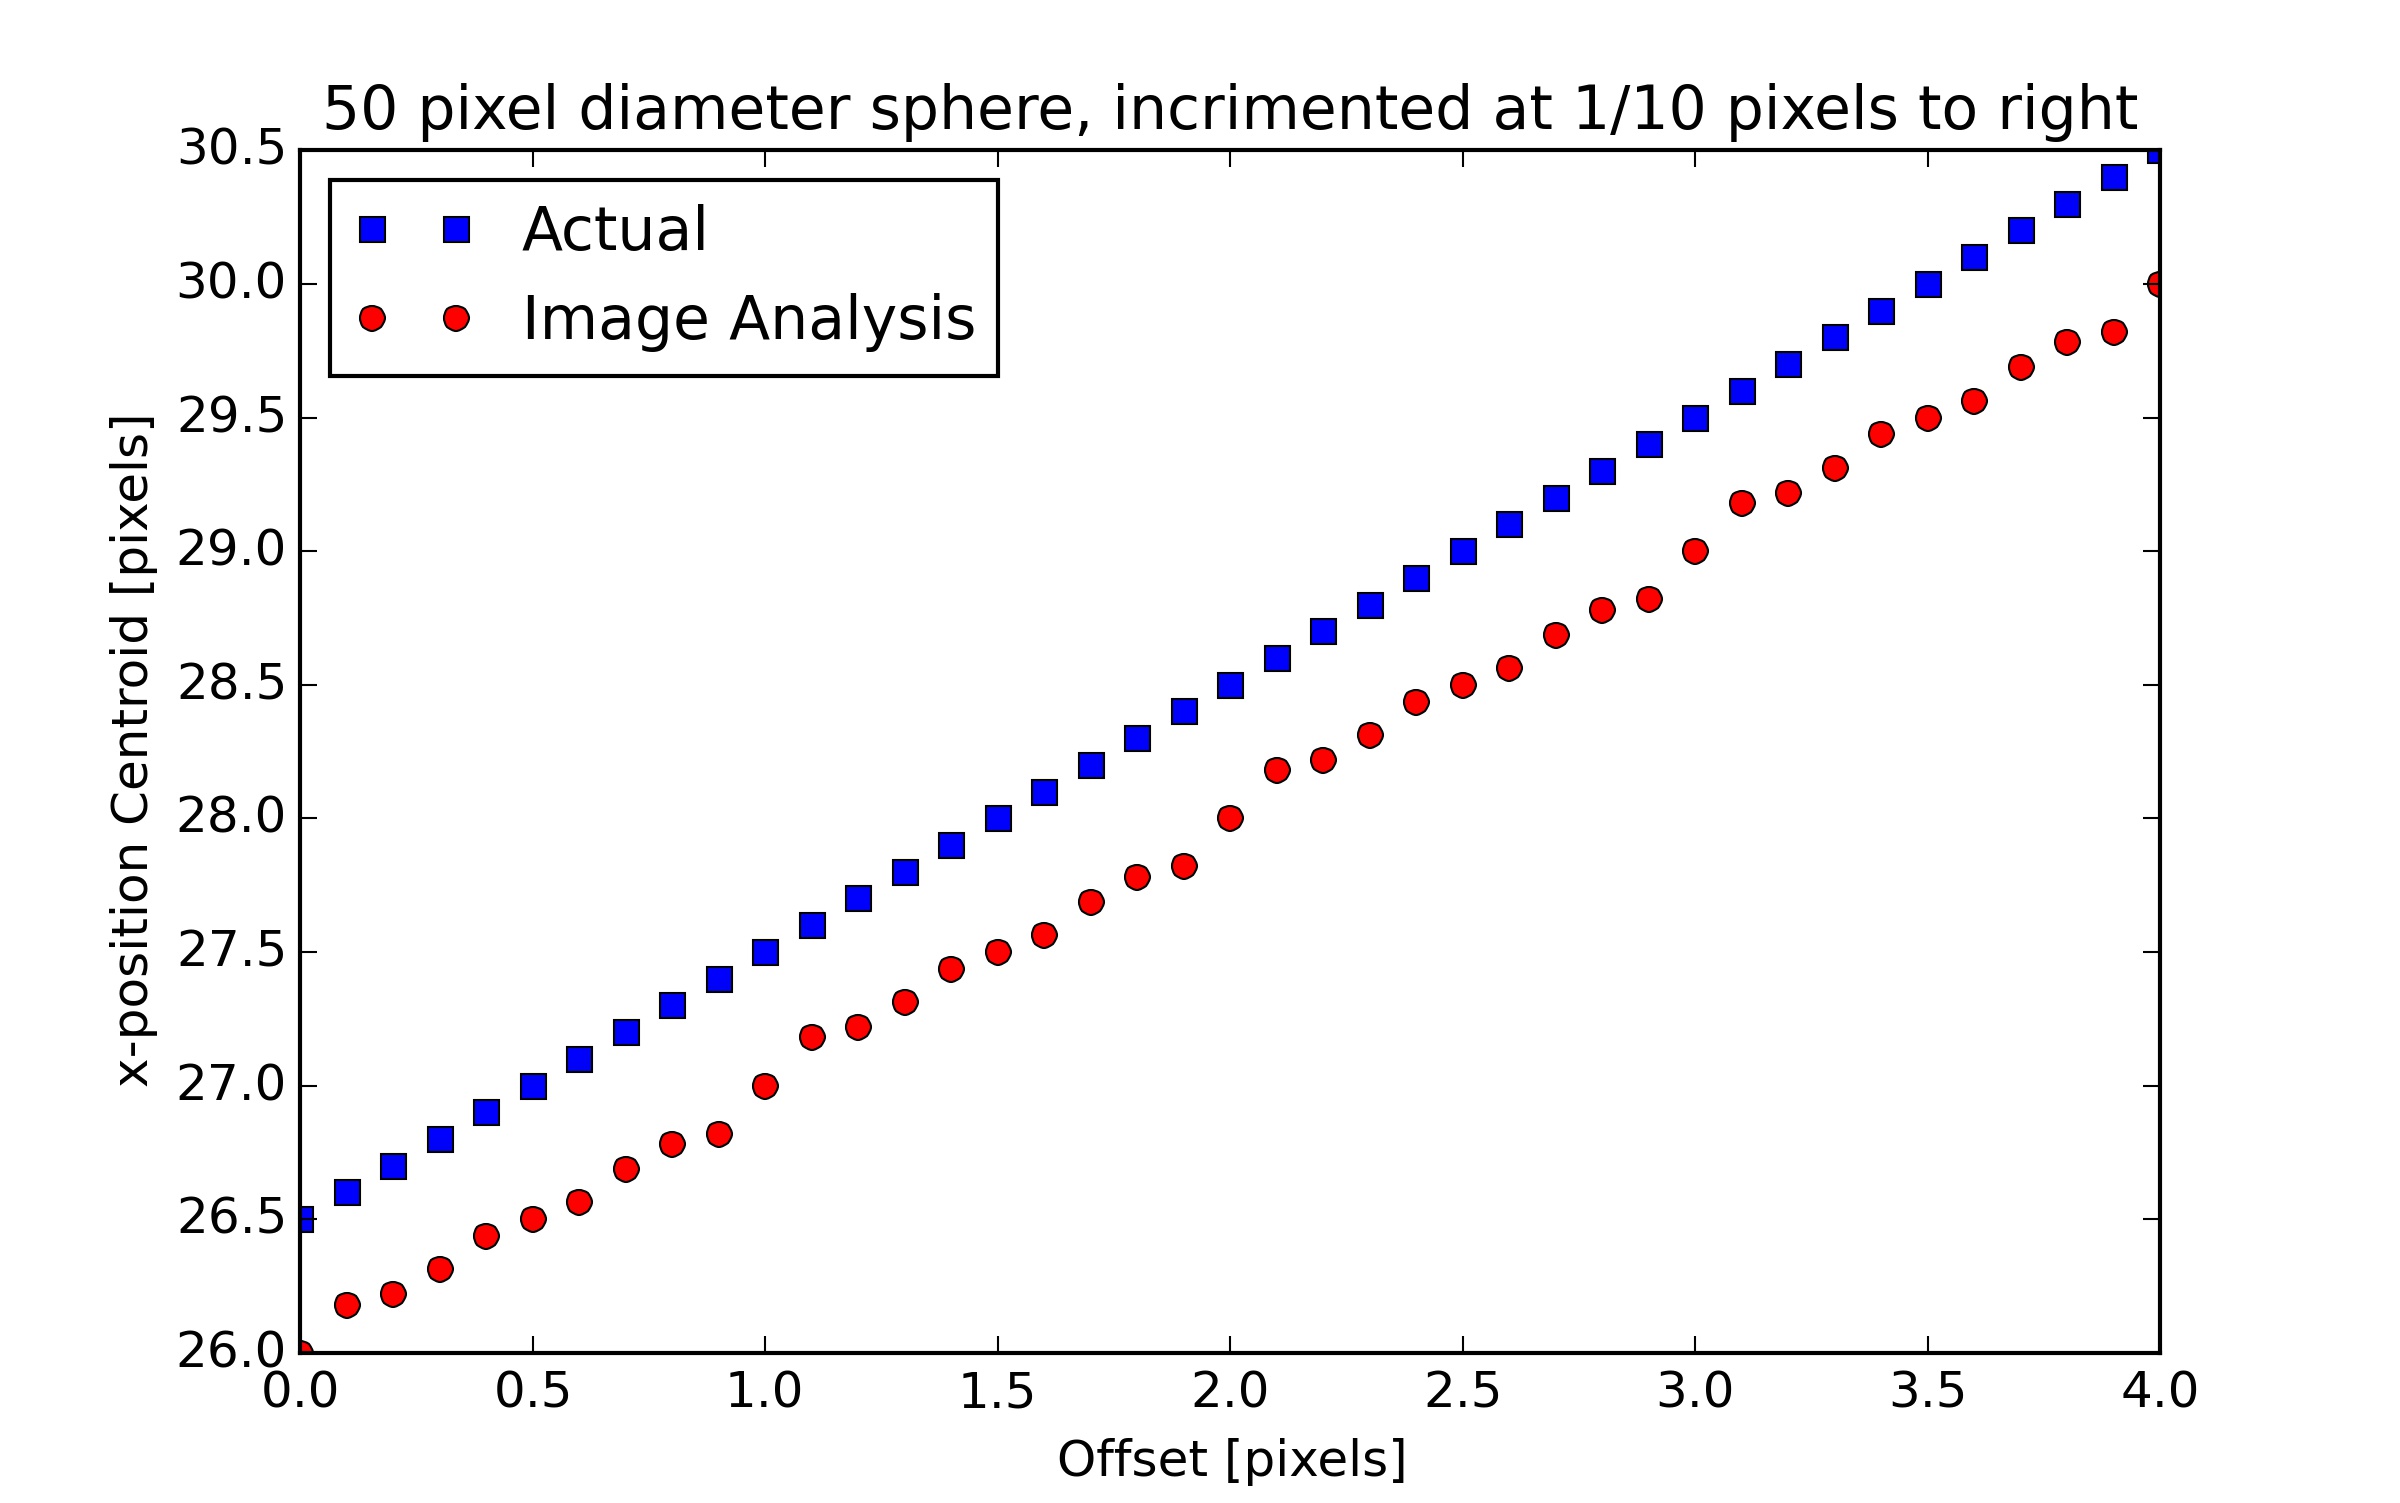 50 pixel diameter sphere, incrimented at 1/10 pixels to right
Actual
Image Analysis
x-position Centroid [pixels]
30.5
30.0
29.5
29.0
28.5
28.0
27.5
27.0
26.5
26.0
0.0 0.5 1.0 1.5 2.0 2.5 3.0 3.5 4.0
Offset [pixels]